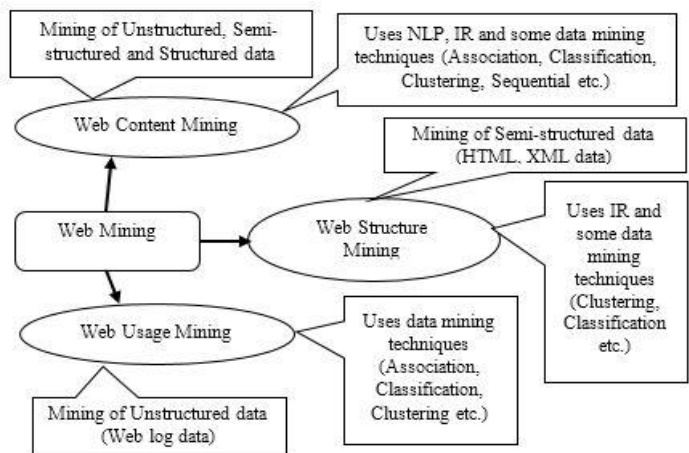 Mining of Unstructured, Semi-
structured and Structured data
Uses NLP, IR and some data mining
techniques (Association, Classification,
Clustering, Sequential etc.)
Web Content Mining
Mining of Semi-structured data
(HTML, XML data)
Web Mining
Web Structure
Mining
Uses IR and
some data
mining
techniques
(Clustering,
Classification
etc.)
Web Usage Mining
Uses data mining
techniques
(Association,
Classification,
Clustering etc.)
Mining of Unstructured data
(Web log data)